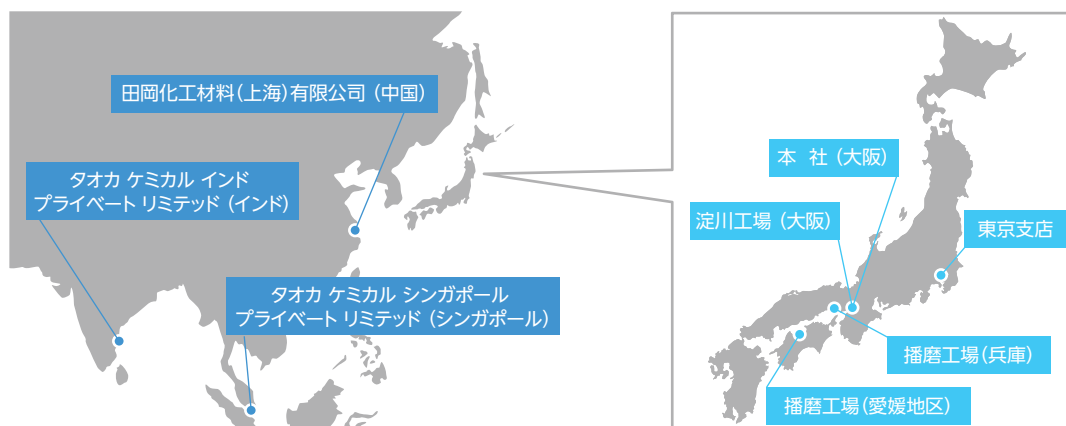 田岡化工材料(上海)有限公司 (中国)
タオカ ケミカル インド
プライベート リミテッド (インド)
タオカ ケミカル シンガポール
プライベート リミテッド (シンガポール)
本 社 (大阪)
淀川工場 (大阪)
東京支店
播磨工場(兵庫)
播磨工場(愛媛地区)